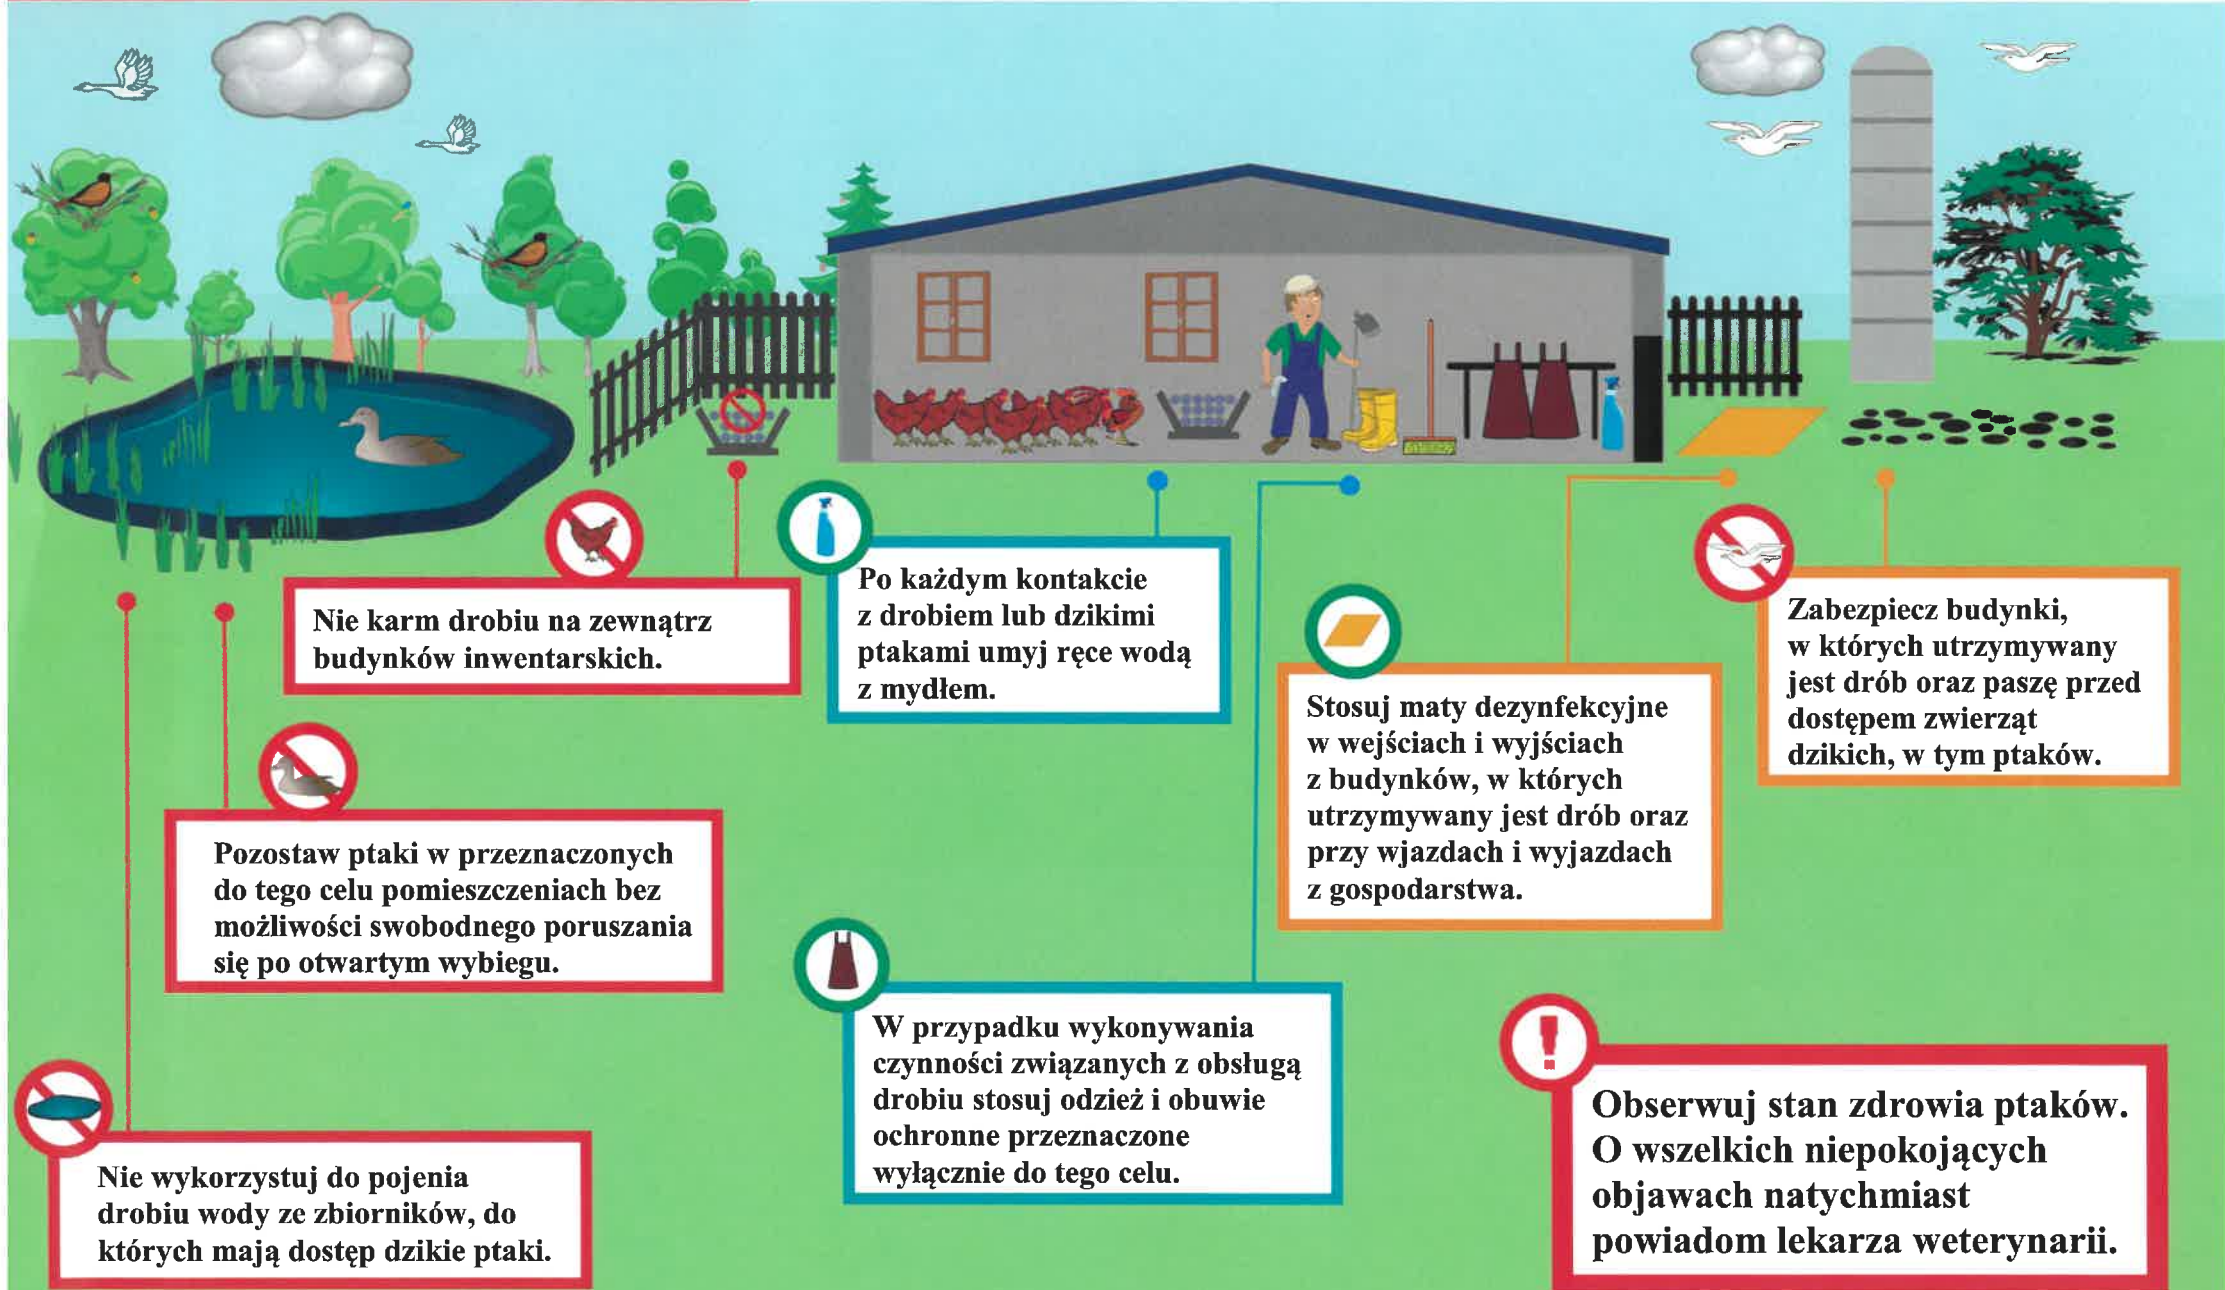 Nie karm drobiu na zewnątrz
budynków inwentarskich.
Po każdym kontakcie
z drobiem lub dzikimi
ptakami umyj ręce wodą
z mydłem.
Stosuj maty dezynfekcyjne
w wejściach i wyjściach
z budynków, w których
utrzymywany jest drób oraz
przy wjazdach i wyjazdach
z gospodarstwa.
Zabezpiecz budynki,
w których utrzymywany
jest drób oraz paszę przed
dostępem zwierząt
dzikich, w tym ptaków.
Pozostaw ptaki w przeznaczonych
do tego celu pomieszczeniach bez
możliwości swobodnego poruszania
się po otwartym wybiegu.
W przypadku wykonywania
czynności związanych z obsługą
drobiu stosuj odzież i obuwie
ochronne przeznaczone
wyłącznie do tego celu.
Nie wykorzystuj do pojenia
drobiu wody ze zbiorników, do
których mają dostęp dzikie ptaki.
Obserwuj stan zdrowia ptaków.
O wszelkich niepokojących
objawach natychmiast
powiadom lekarza weterynarii.